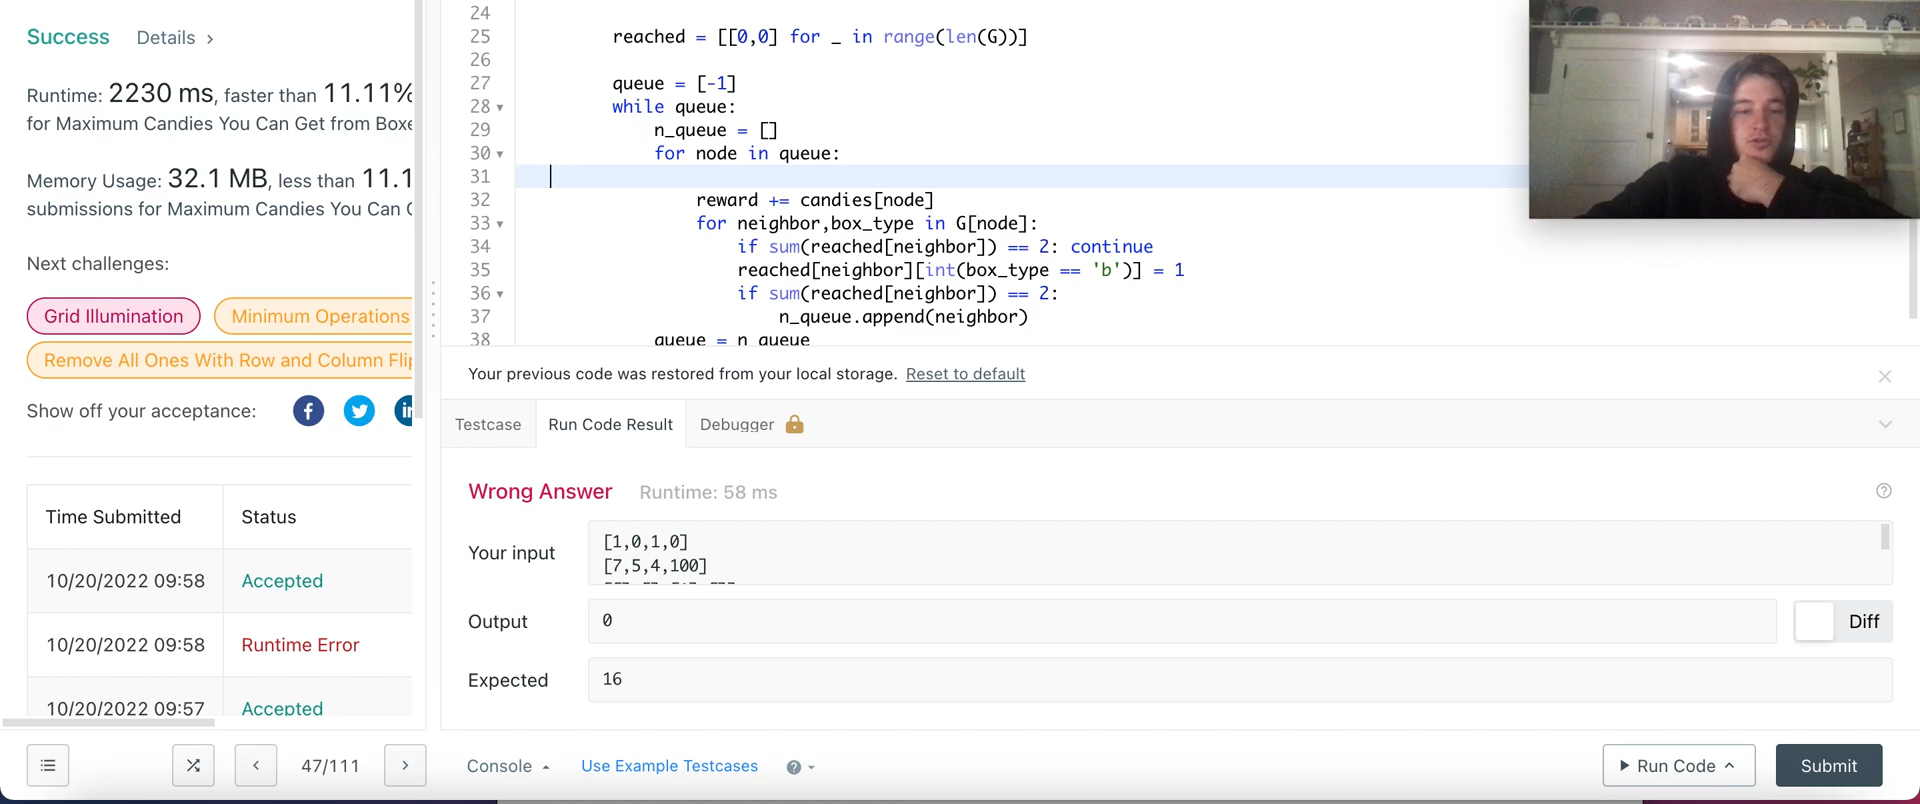 Success Details >
Runtime: 2230 ms, faster than 11.11%
for Maximum Candies You Can Get from Boxe
Memory Usage: 32.1 MB, less than 11.1
submissions for Maximum Candies You Can
Next challenges:
Grid Illumination Minimum Operations
Remove All Ones With Row and Column Fli
Show off your acceptance: f in
Time Submitted Status
10/20/2022 09:58 Accepted
10/20/2022 09:58 Runtime Error
10/20/2022 09:57 Accepted
47/111
24
25 reached = [[0,0] for _ in range(len(G))]
26
27 queue = [-1]
28 while queue:
29 n_queue = []
30 for node in queue:
31
32 reward += candies[node]
33 for neighbor,box_type in G[node]:
34 if sum(reached[neighbor]) == 2: continue
35 reached[neighbor][int(box_type == 'b')] = 1
36 if sum(reached[neighbor]) == 2:
37 n_queue.append(neighbor)
38 queue = n_queue
Your previous code was restored from your local storage. Reset to default
Testcase Run Code Result Debugger
Wrong Answer Runtime: 58 ms
Your input
[1,0,1,0]
[7,5,4,100]
Output 0 Diff
Expected 16
Console Use Example Testcases ? Run Code Submit